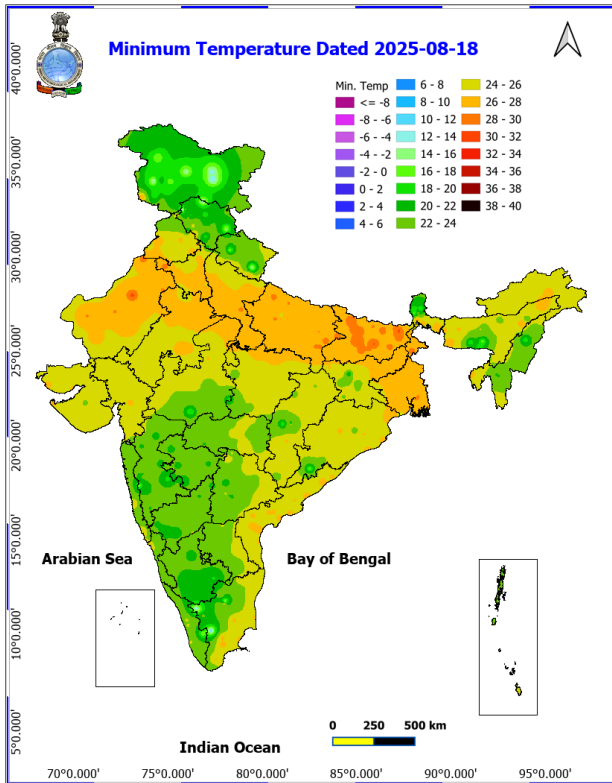 Minimum Temperature Dated 2025-08-18
Min. Temp
<= -8
-8 - -6
-6 - -4
-4 - -2
-2 - 0
0 - 2
2 - 4
4 - 6
6 - 8
8 - 10
10 - 12
12 - 14
14 - 16
16 - 18
18 - 20
20 - 22
22 - 24
24 - 26
26 - 28
28 - 30
30 - 32
32 - 34
34 - 36
36 - 38
38 - 40
40°0.000'
35°0.000'
30°0.000'
25°0.000'
20°0.000'
15°0.000'
10°0.000'
5°0.000'
Arabian Sea
Bay of Bengal
Indian Ocean
0 250 500 km
70°0.000' 75°0.000' 80°0.000' 85°0.000' 90°0.000' 95°0.000'